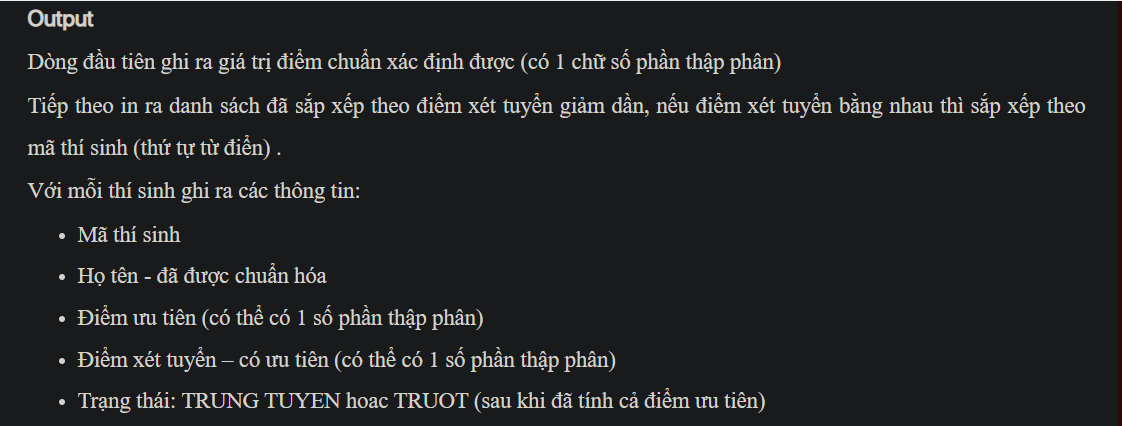 Output
Dòng đầu tiên ghi ra giá trị điểm chuẩn xác định được (có 1 chữ số phần thập phân)
Tiếp theo in ra danh sách đã sắp xếp theo điểm xét tuyển giảm dần, nếu điểm xét tuyển bằng nhau thì sắp xếp theo
mã thí sinh (thứ tự từ điển) .
Với mỗi thí sinh ghi ra các thông tin:
• Mã thí sinh
• Họ tên - đã được chuẩn hóa
• Điểm ưu tiên (có thể có 1 số phần thập phân)
• Điểm xét tuyển – có ưu tiên (có thể có 1 số phần thập phân)
• Trạng thái: TRUNG TUYEN hoac TRUOT (sau khi đã tính cả điểm ưu tiên)